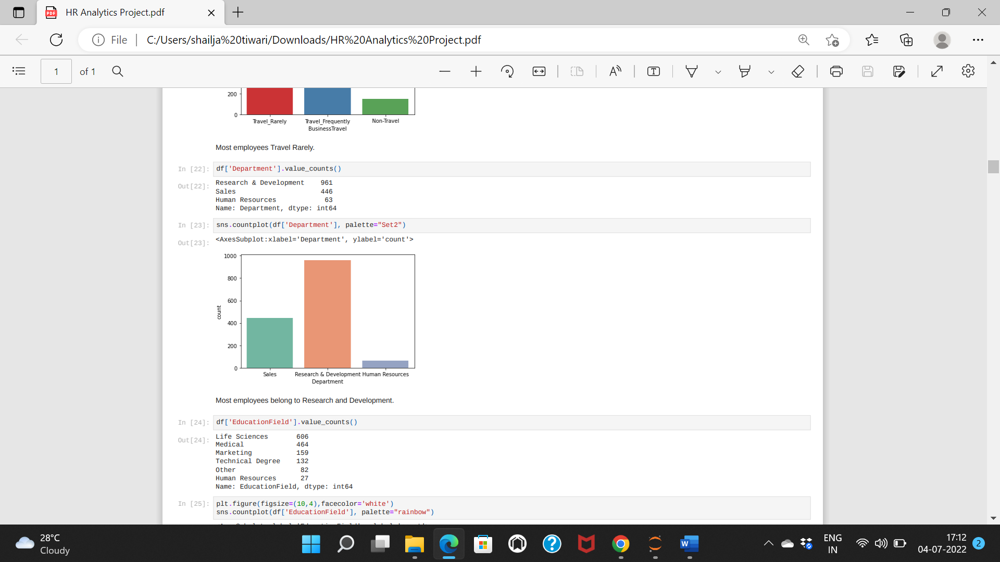 HR Analytics Project.pdf
File
C:/Users/shailja%20tiwari/Downloads/HR%20Analytics%20Project.pdf
1 of 1
200
0
Travel_Rarely Travel_Frequently Non-Travel
BusinessTravel
Most employees Travel Rarely.
In [22]: df['Department'].value_counts()
Out[22]: Research & Development 961
Sales 446
Human Resources 63
Name: Department, dtype: int64
In [23]: sns.countplot(df['Department'], palette="Set2")
Out[23]: <AxesSubplot:xlabel='Department', ylabel='count'>
1000
800
600
count
400
200
0
Sales Research & Development Human Resources
Department
Most employees belong to Research and Development.
In [24]: df['EducationField'].value_counts()
Out[24]: Life Sciences 606
Medical 464
Marketing 159
Technical Degree 132
Other 82
Human Resources 27
Name: EducationField, dtype: int64
In [25]: plt.figure(figsize=(10,4),facecolor='white')
sns.countplot(df['EducationField'], palette="rainbow")
28°C
Cloudy
ENG
IN
17:12
04-07-2022
2